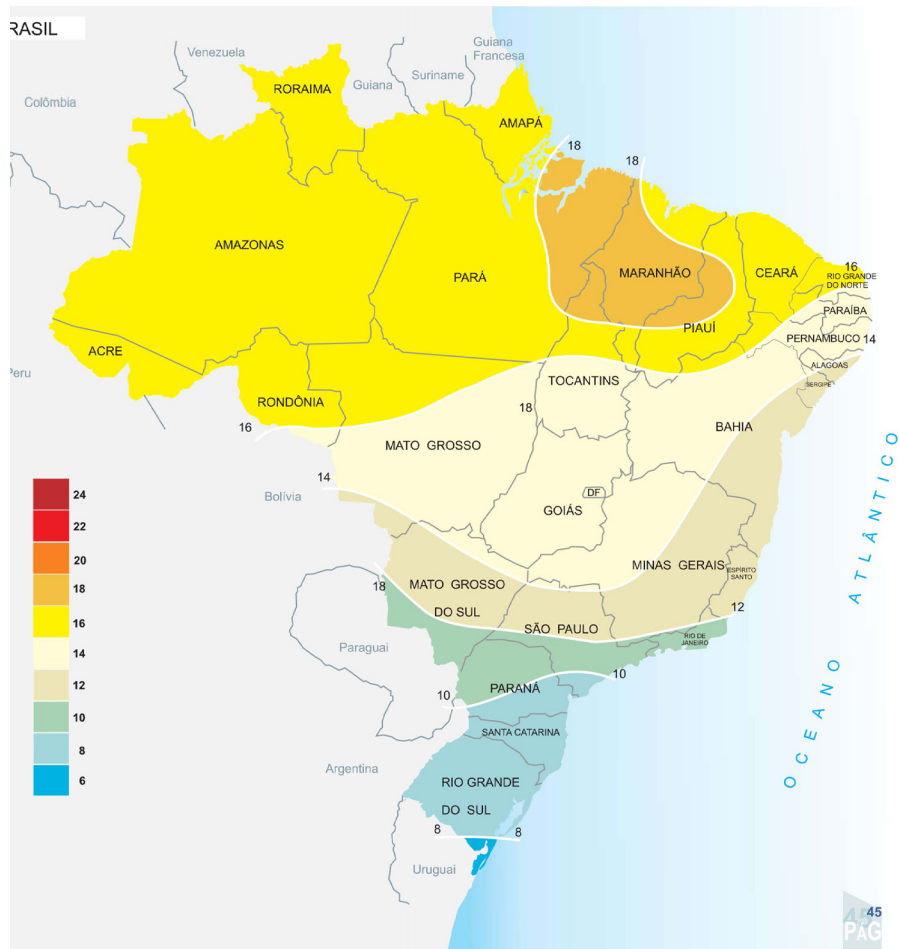 RASIL
Guiana
Francesa
Venezuela
Suriname
Guiana
RORAIMA
Colômbia
AMAPÁ
18
18
AMAZONAS
PARÁ
MARANHÃO
CEARÁ
16
RIO GRANDE
DO NORTE
PARAÍBA
PIAUÍ
PERNAMBUCO 14
ACRE
ALAGOAS
Peru
TOCANTINS
SERGIPE
RONDÔNIA
18
16
BAHIA
MATO GROSSO
14
Bolívia
DF
GOIÁS
OCEANO ATLÂNTICO
24
22
20
18
16
14
12
10
8
6
MINAS GERAIS
ESPÍRITO
SANTO
18
MATO GROSSO
DO SUL
12
SÃO PAULO
RIO DE
JANEIRO
Paraguai
10
PARANÁ
10
SANTA CATARINA
Argentina
RIO GRANDE
DO SUL
8
8
Uruguai
45
45
PÁG